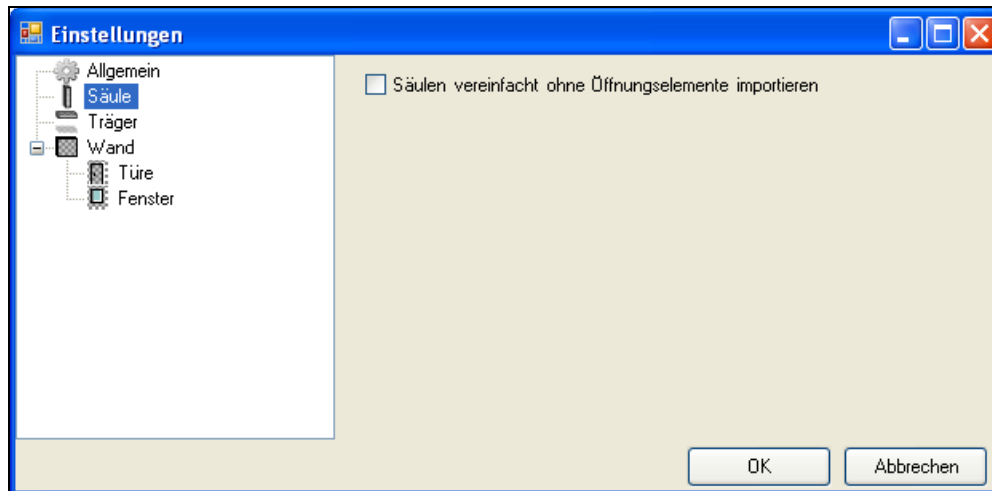 Einstellungen
Allgemein
Säule
Träger
Wand
Türe
Fenster
Säulen vereinfacht ohne Öffnungselemente importieren
OK
Abbrechen